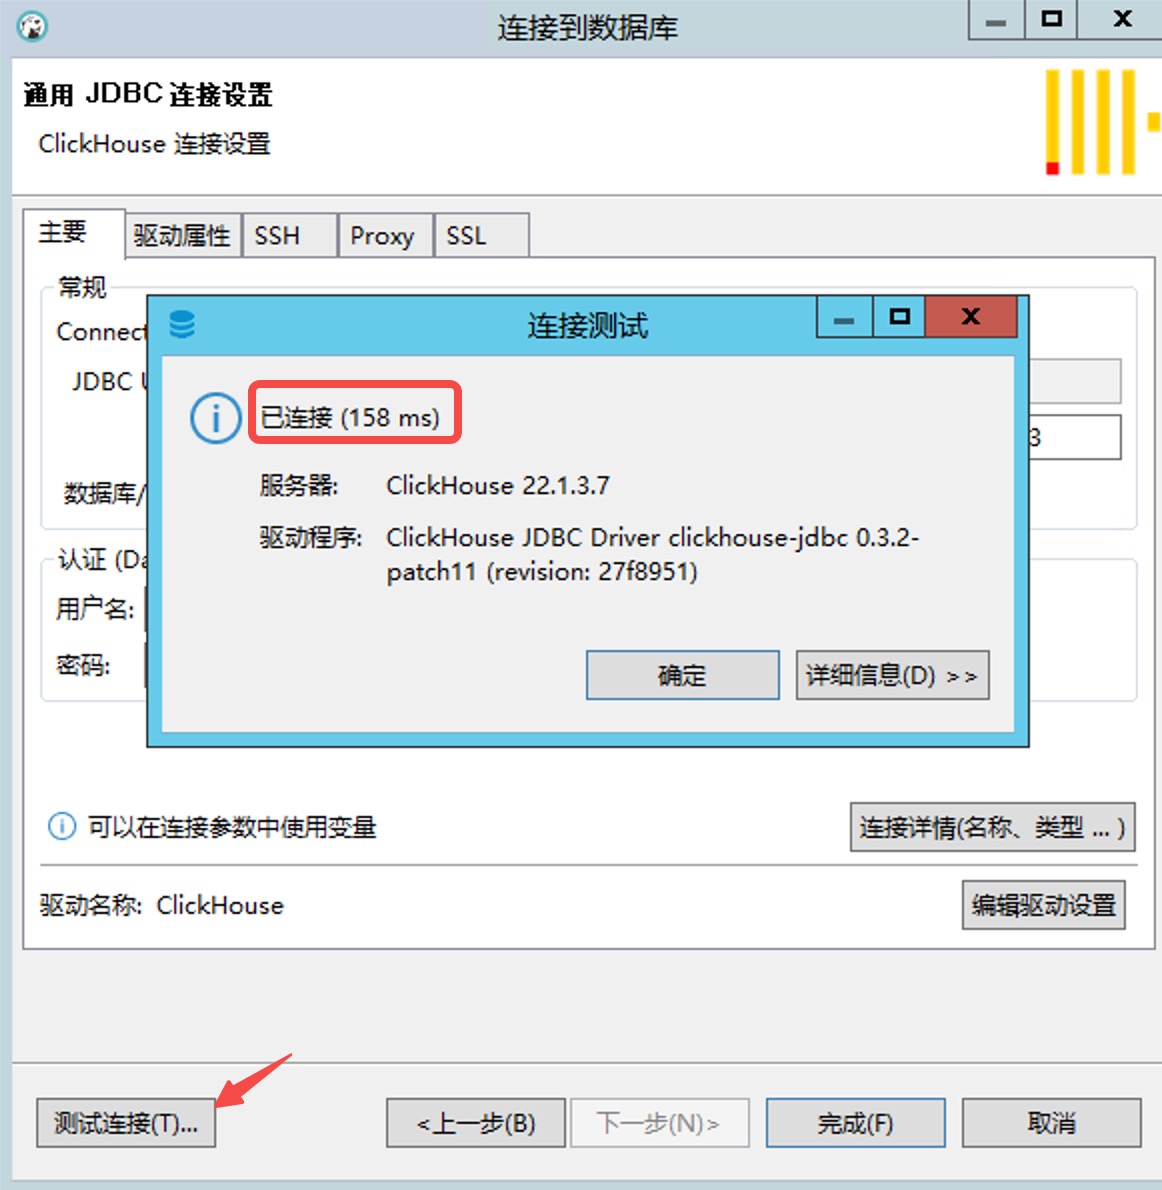 连接到数据库
通用 JDBC 连接设置
ClickHouse 连接设置
主要 驱动属性 SSH Proxy SSL
常规
Connect
JDBC
3
数据库/
认证 (Da
用户名:
密码:
连接测试
已连接 (158 ms)
服务器: ClickHouse 22.1.3.7
驱动程序: ClickHouse JDBC Driver clickhouse-jdbc 0.3.2-
patch11 (revision: 27f8951)
确定 详细信息(D) >>
可以在连接参数中使用变量 连接详情(名称、类型 ... )
驱动名称: ClickHouse 编辑驱动设置
测试连接(T)... <上一步(B) 下一步(N)> 完成(F) 取消